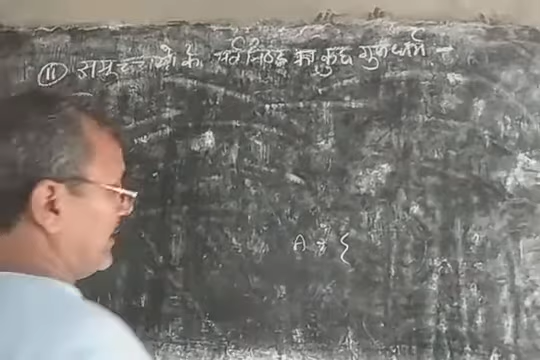 (11) समूच्चयो के सर्वनिष्ठ का कुछ गुणधर्म -
A = {